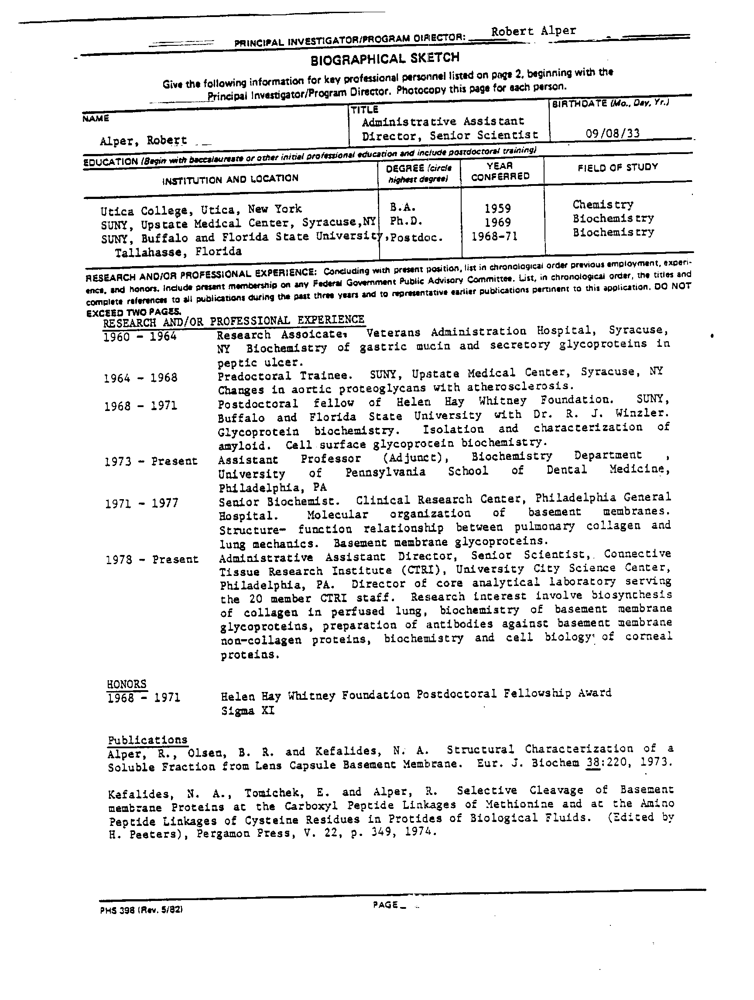 PRINCIPAL INVESTIGATOR/PROGRAM DIRECTOR: Robert Alper
BIOGRAPHICAL SKETCH
Give the following information for key professional personnel listed on page 2, beginning with the
Principal Investigator/Program Director. Photocopy this page for each person.
NAME
Alper, Robert
TITLE
Administrative Assistant
Director, Senior Scientist
BIRTHDATE (Mo., Day, Yr.)
09/08/33
EDUCATION (Begin with baccalaureate or other initial professional education and include postdoctoral training)
INSTITUTION AND LOCATION DEGREE (circle highest degree) YEAR CONFERRED FIELD OF STUDY
Utica College, Utica, New York B.A. 1959 Chemistry
SUNY, Upstate Medical Center, Syracuse,NY Ph.D. 1969 Biochemistry
SUNY, Buffalo and Florida State University, Postdoc. 1968-71 Biochemistry
Tallahasse, Florida
RESEARCH AND/OR PROFESSIONAL EXPERIENCE: Concluding with present position, list in chronological order previous employment, experi-
ence, and honors. Include present membership on any Federal Government Public Advisory Committee. List, in chronological order, the titles and
complete references to all publications during the past three years and to representative earlier publications pertinent to this application. DO NOT
EXCEED TWO PAGES.
RESEARCH AND/OR PROFESSIONAL EXPERIENCE
1960 - 1964 Research Assoicate. Veterans Administration Hospital, Syracuse,
NY Biochemistry of gastric mucin and secretory glycoproteins in
peptic ulcer.
1964 - 1968 Predoctoral Trainee. SUNY, Upstate Medical Center, Syracuse, NY
Changes in aortic proteoglycans with atherosclerosis.
1968 - 1971 Postdoctoral fellow of Helen Hay Whitney Foundation. SUNY,
Buffalo and Florida State University with Dr. R. J. Winzler.
Glycoprotein biochemistry. Isolation and characterization of
amyloid. Cell surface glycoprotein biochemistry.
1973 - Present Assistant Professor (Adjunct), Biochemistry Department ,
University of Pennsylvania School of Dental Medicine,
Philadelphia, PA
1971 - 1977 Senior Biochemist. Clinical Research Center, Philadelphia General
Hospital. Molecular organization of basement membranes.
Structure- function relationship between pulmonary collagen and
lung mechanics. Basement membrane glycoproteins.
1978 - Present Administrative Assistant Director, Senior Scientist, Connective
Tissue Research Institute (CTRI), University City Science Center,
Philadelphia, PA. Director of core analytical laboratory serving
the 20 member CTRI staff. Research interest involve biosynthesis
of collagen in perfused lung, biochemistry of basement membrane
glycoproteins, preparation of antibodies against basement membrane
non-collagen proteins, biochemistry and cell biology of corneal
proteins.
HONORS
1968 - 1971 Helen Hay Whitney Foundation Postdoctoral Fellowship Award
Sigma XI
Publications
Alper, R., Olsen, B. R. and Kefalides, N. A. Structural Characterization of a
Soluble Fraction from Lens Capsule Basement Membrane. Eur. J. Biochem 38:220, 1973.
Kefalides, N. A., Tomichek, E. and Alper, R. Selective Cleavage of Basement
membrane Proteins at the Carboxyl Peptide Linkages of Methionine and at the Amino
Peptide Linkages of Cysteine Residues in Protides of Biological Fluids. (Edited by
H. Peeters), Pergamon Press, V. 22, p. 349, 1974.
PHS 398 (Rev. 5/82) PAGE